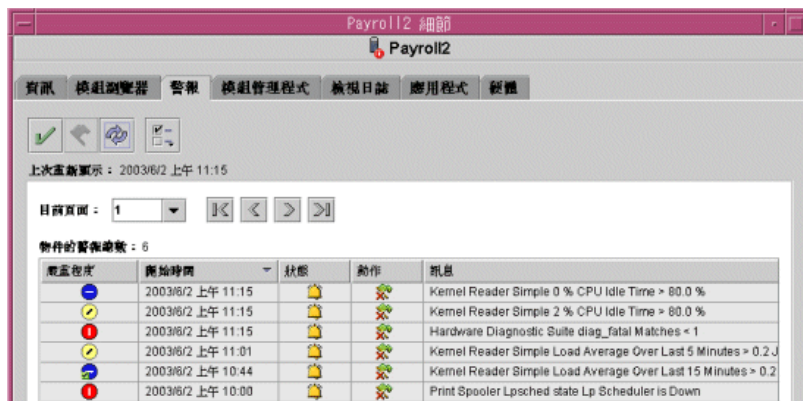 Payroll2 細節
Payroll2
資訊 模組瀏覽器 警報 模組管理程式 檢視日誌 應用程式 硬體
上次重新顯示： 2003/6/2 上午 11:15
目前頁面： 1
物件的警報總數： 6
嚴重程度 開始時間 狀態 動作 訊息
2003/6/2 上午 11:15 Kernel Reader Simple 0 % CPU Idle Time > 80.0 %
2003/6/2 上午 11:15 Kernel Reader Simple 2 % CPU Idle Time > 80.0 %
2003/6/2 上午 11:15 Hardware Diagnostic Suite diag_fatal Matches < 1
2003/6/2 上午 11:01 Kernel Reader Simple Load Average Over Last 5 Minutes > 0.2 J
2003/6/2 上午 10:44 Kernel Reader Simple Load Average Over Last 15 Minutes > 0.2
2003/6/2 上午 10:00 Print Spooler Lpsched state Lp Scheduler is Down